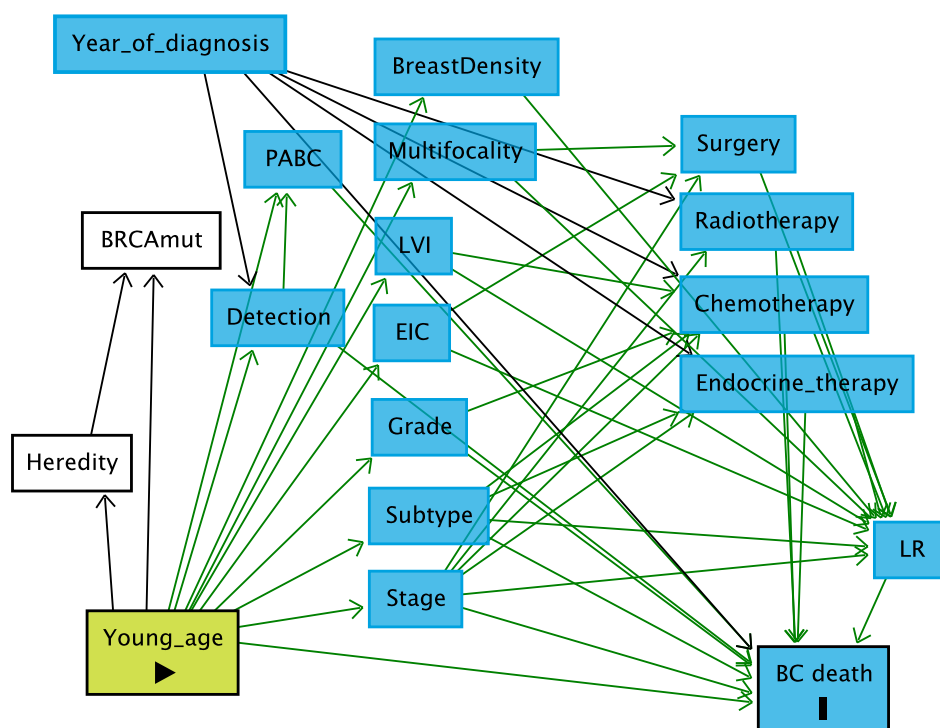 Year_of_diagnosis
BreastDensity
PABC
Multifocality
Surgery
BRCAmut
LVI
Radiotherapy
Detection
EIC
Chemotherapy
Heredity
Grade
Endocrine_therapy
Subtype
LR
Young_age
Stage
BC death